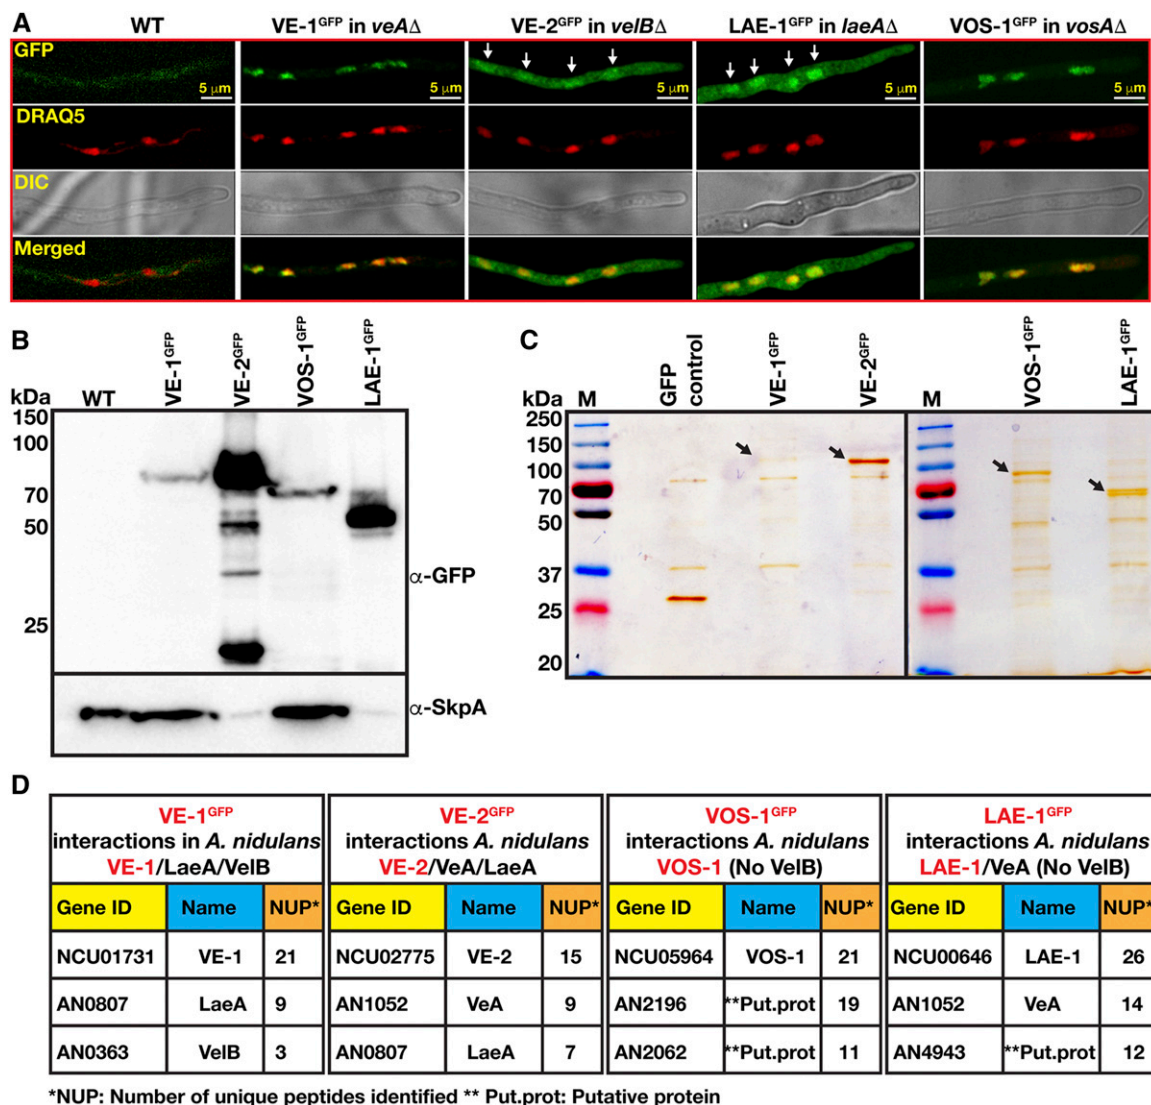 A
WT
VE-1GFP in veAΔ
VE-2GFP in velBΔ
LAE-1GFP in laeAΔ
VOS-1GFP in vosAΔ
GFP
5 µm
5 µm
5 µm
5 µm
5 µm
DRAQ5
DIC
Merged
B
kDa
WT
VE-1GFP
VE-2GFP
VOS-1GFP
LAE-1GFP
150
100
70
50
25
α-GFP
α-SkpA
C
kDa
M
GFP
control
VE-1GFP
VE-2GFP
M
VOS-1GFP
LAE-1GFP
250
150
100
70
50
37
25
20
D
VE-1GFP
interactions in A. nidulans
VE-1/LaeA/VelB
Gene ID Name NUP*
NCU01731 VE-1 21
AN0807 LaeA 9
AN0363 VelB 3
VE-2GFP
interactions A. nidulans
VE-2/VeA/LaeA
Gene ID Name NUP*
NCU02775 VE-2 15
AN1052 VeA 9
AN0807 LaeA 7
VOS-1GFP
interactions A. nidulans
VOS-1 (No VelB)
Gene ID Name NUP*
NCU05964 VOS-1 21
AN2196 **Put.prot 19
AN2062 **Put.prot 11
LAE-1GFP
interactions A. nidulans
LAE-1/VeA (No VelB)
Gene ID Name NUP*
NCU00646 LAE-1 26
AN1052 VeA 14
AN4943 **Put.prot 12
*NUP: Number of unique peptides identified ** Put.prot: Putative protein